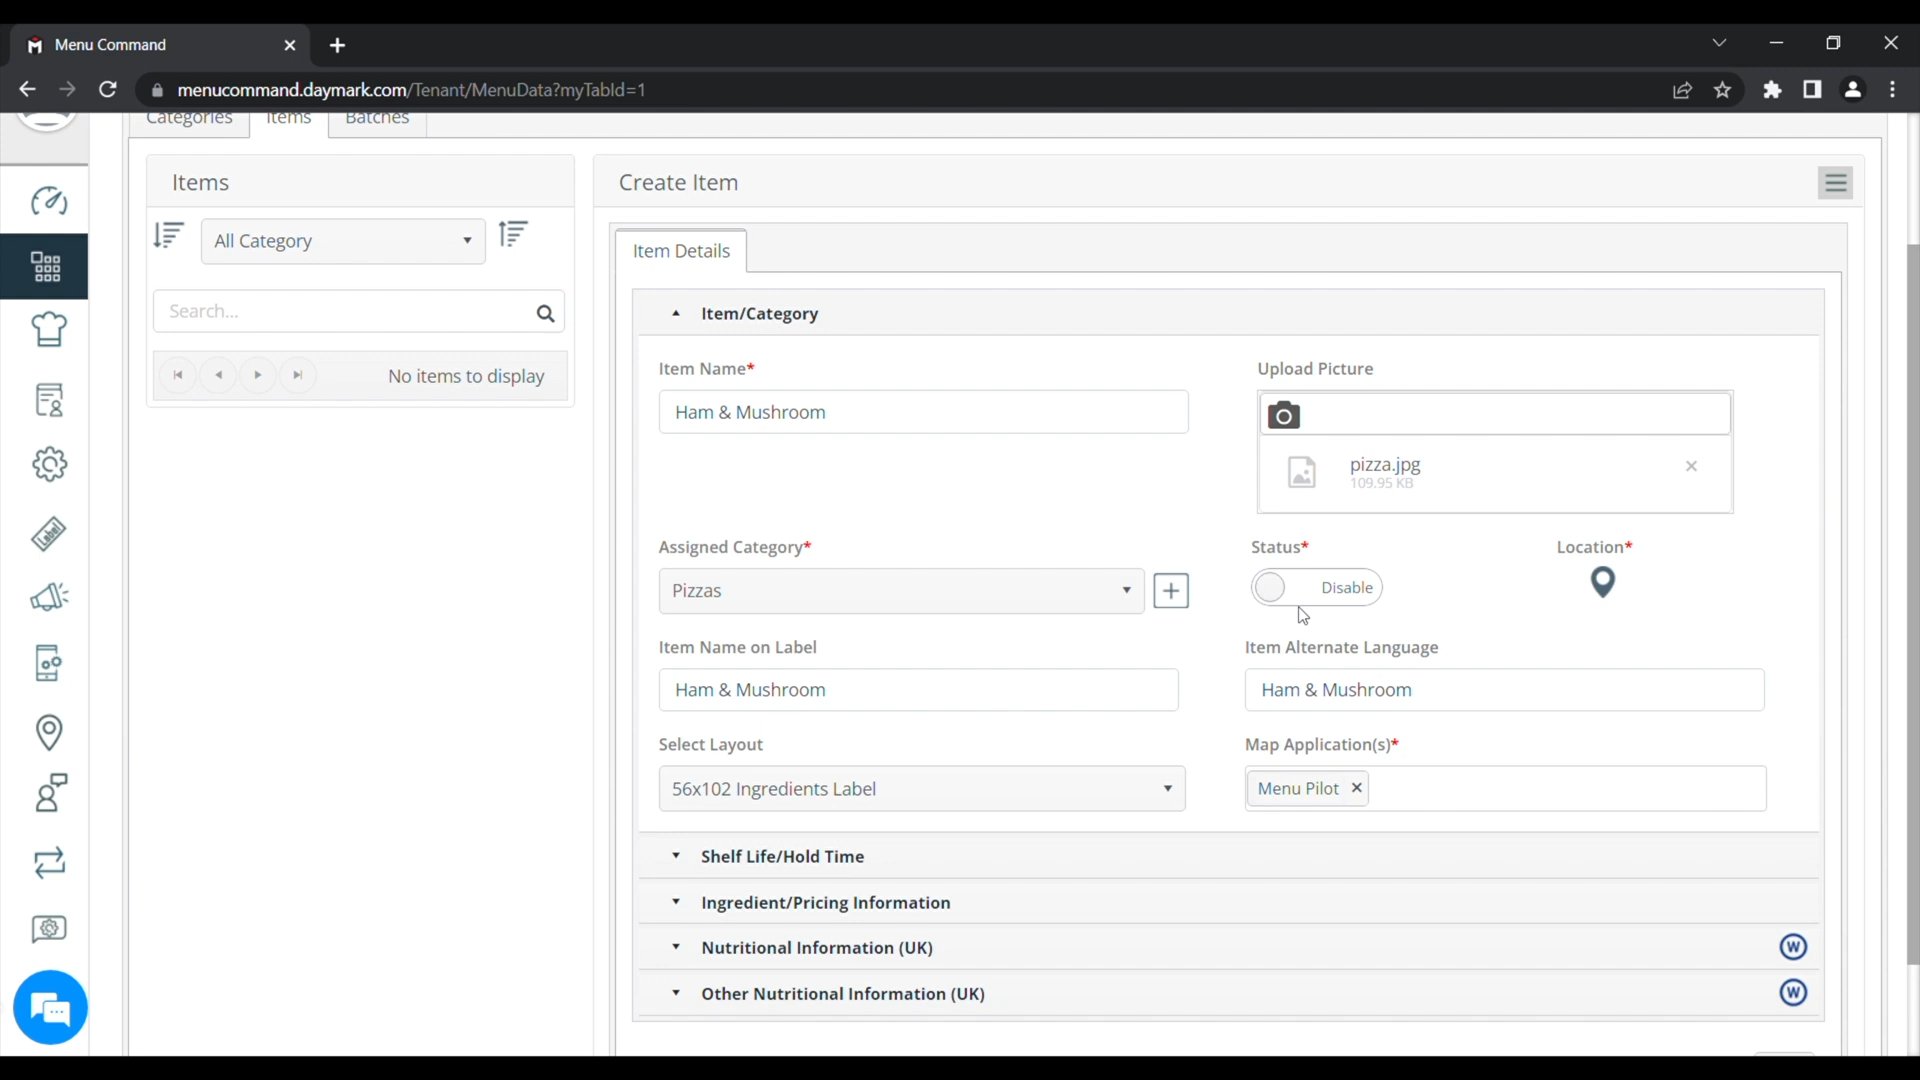 Menu Command
menucommand.daymark.com/Tenant/MenuData?myTabId=1
Categories
Items
Batches
Items
Create Item
All Category
Item Details
Search...
Item/Category
No items to display
Item Name*
Upload Picture
Ham & Mushroom
pizza.jpg
109.95 KB
Assigned Category*
Status*
Location*
Pizzas
Disable
Label
Item Name on Label
Item Alternate Language
Ham & Mushroom
Ham & Mushroom
Select Layout
Map Application(s)*
56x102 Ingredients Label
Menu Pilot
Shelf Life/Hold Time
Ingredient/Pricing Information
Nutritional Information (UK)
W
Other Nutritional Information (UK)
W